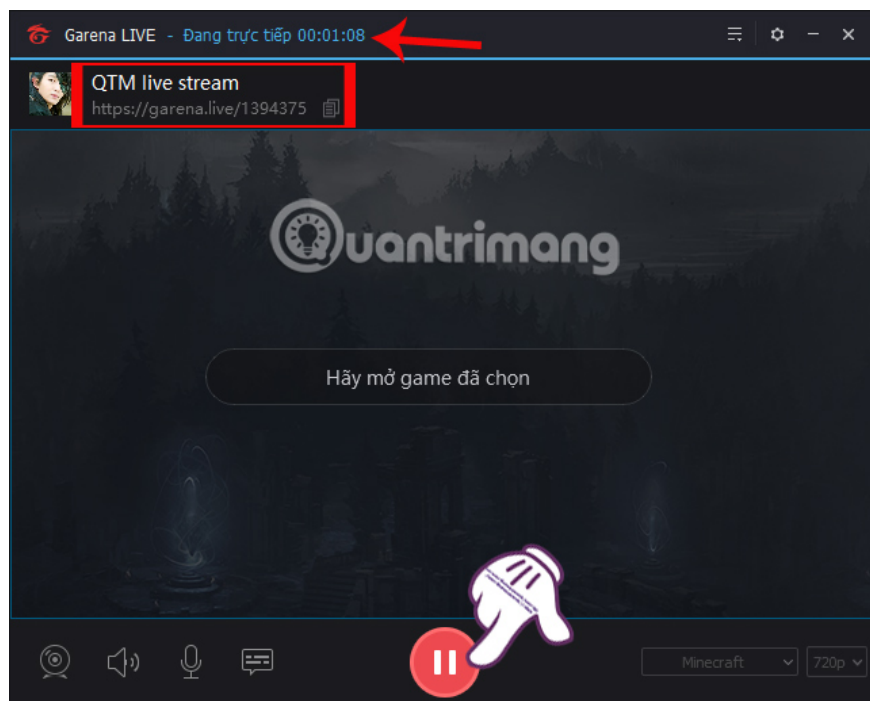 Garena LIVE - Đang trực tiếp 00:01:08
QTM live stream
https://garena.live/1394375
Quantrimang
Hãy mở game đã chọn
Minecraft
720p